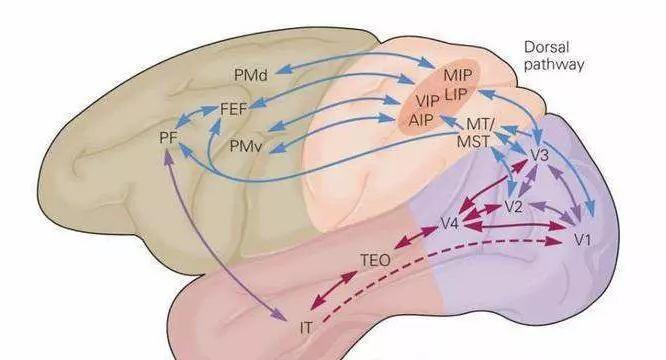 Dorsal
pathway
PMd
MIP
LIP
VIP
AIP
FEF
PF
PMv
MT/
MST
V3
V2
V4
V1
TEO
IT